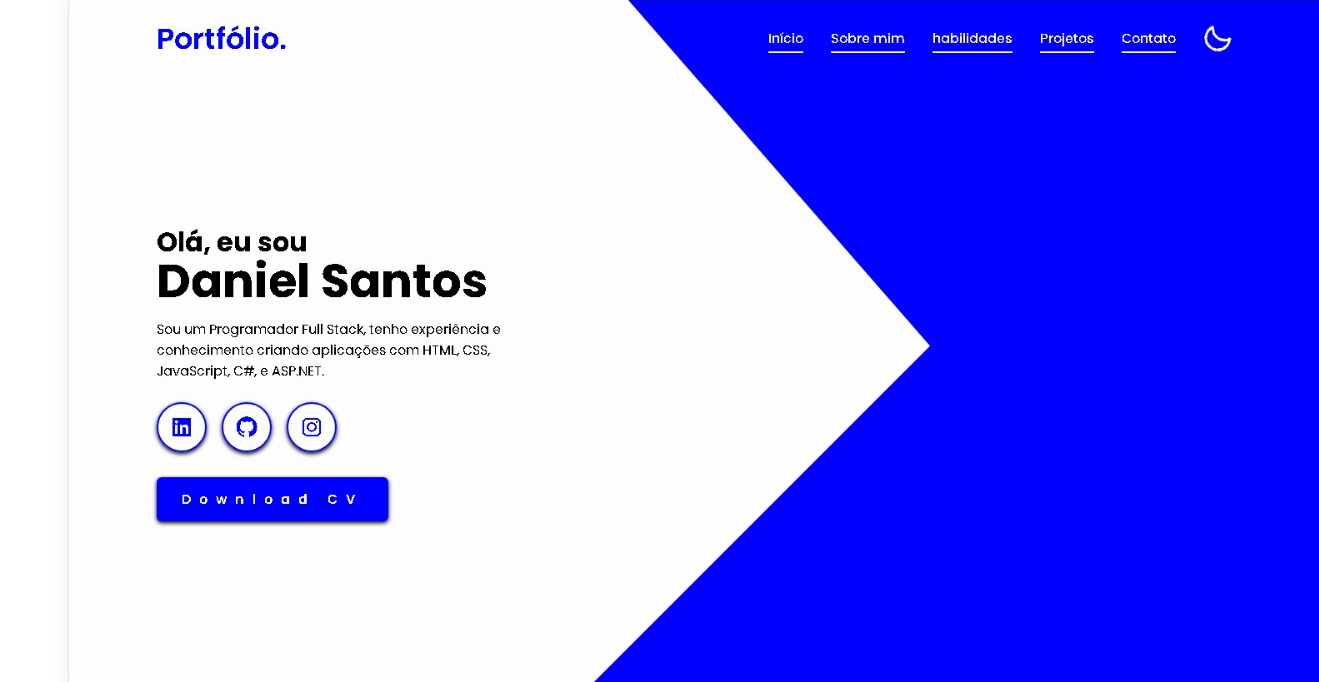 Portfólio.
Início Sobre mim habilidades Projetos Contato
Olá, eu sou
Daniel Santos
Sou um Programador Full Stack, tenho experiência e
conhecimento criando aplicações com HTML, CSS,
JavaScript, C#, e ASP.NET.
Download CV